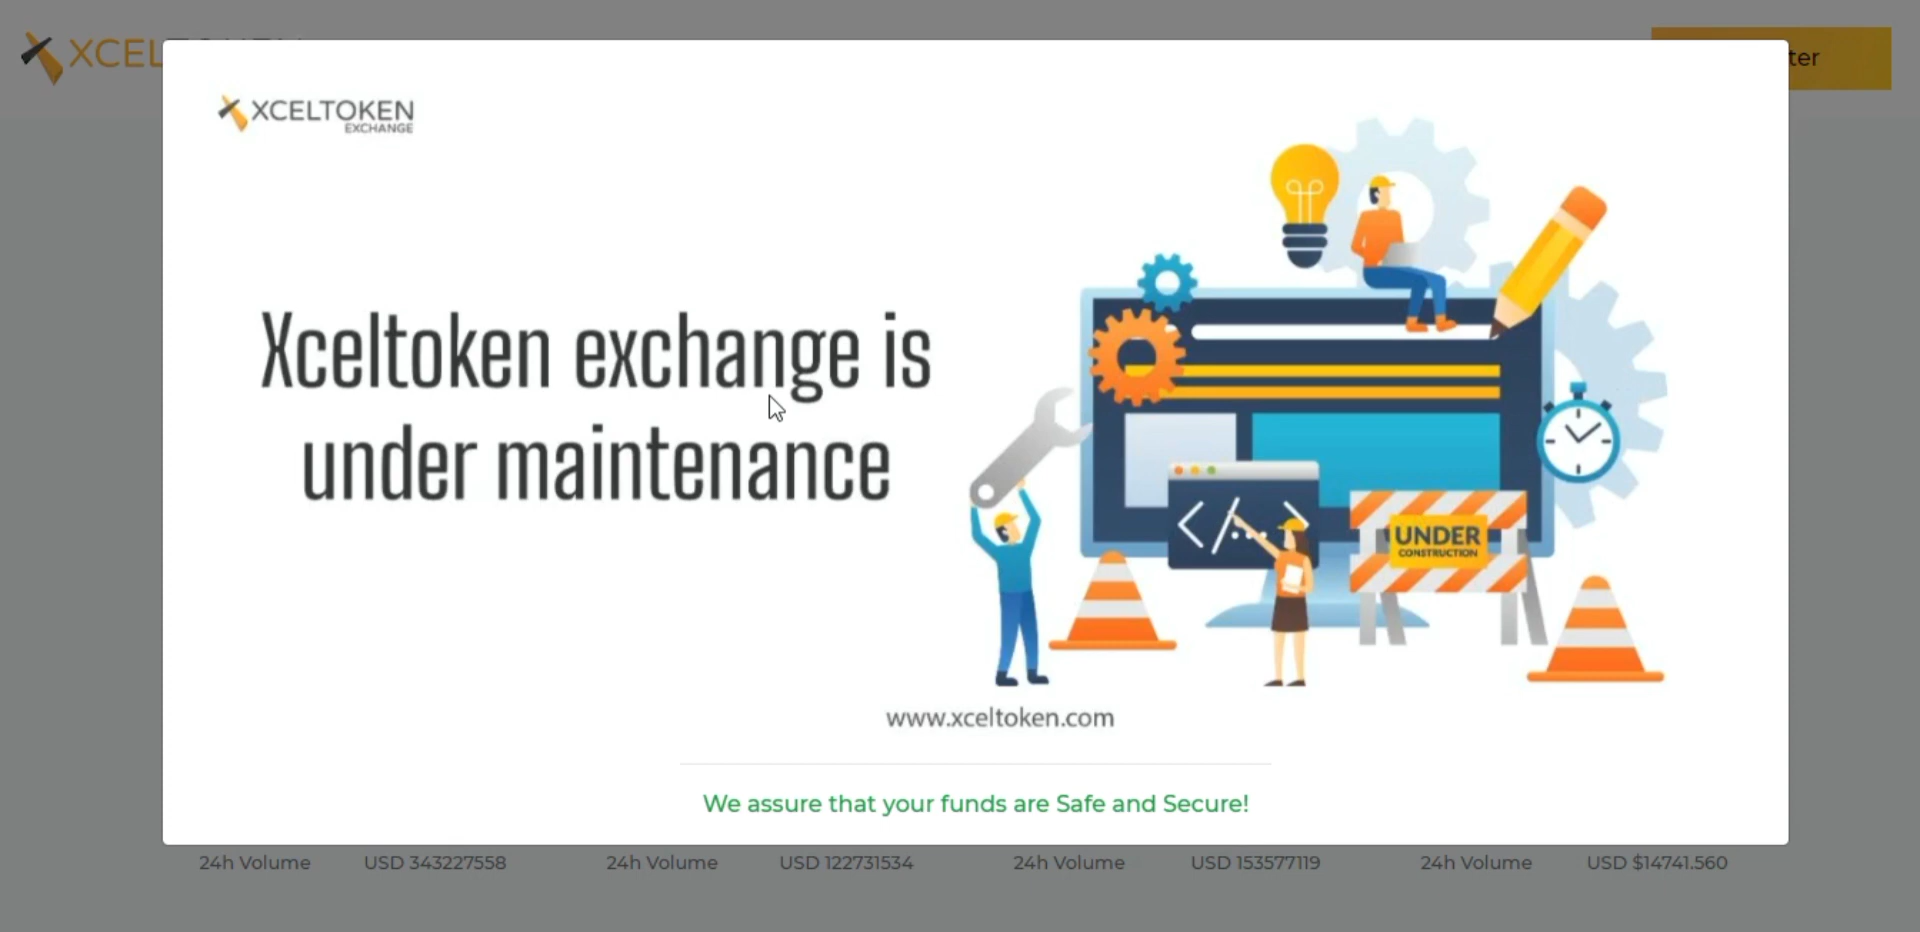 XCEL
ter
XCELTOKEN
EXCHANGE
Xceltoken exchange is
under maintenance
UNDER
CONSTRUCTION
www.xceltoken.com
We assure that your funds are Safe and Secure!
24h Volume USD 343227558 24h Volume USD 122731534 24h Volume USD 153577119 24h Volume USD $14741.560